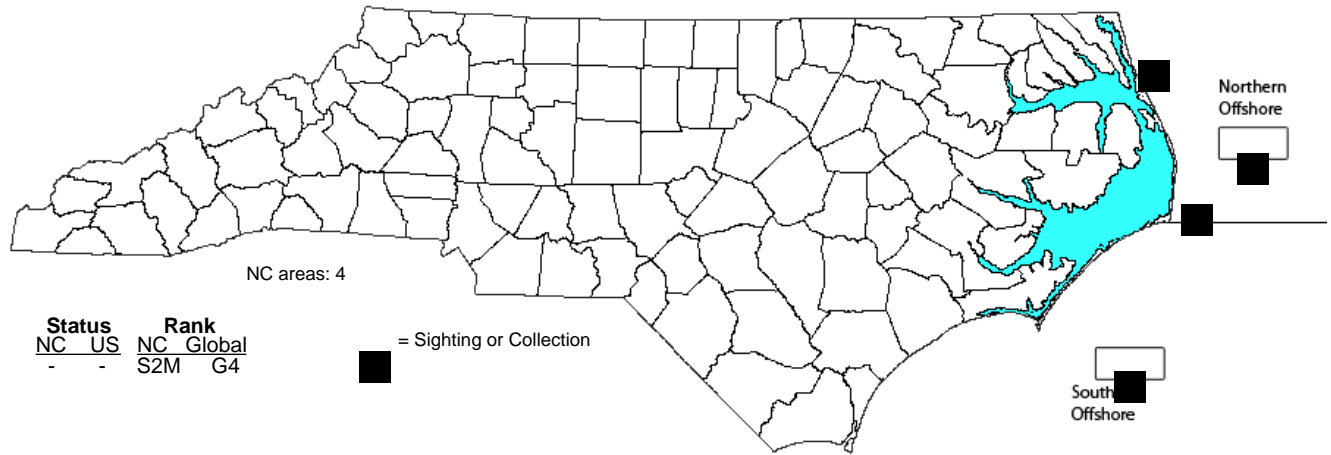 Northern
Offshore
NC areas: 4
Status Rank
NC US NC Global
- - S2M G4
= Sighting or Collection
South
Offshore